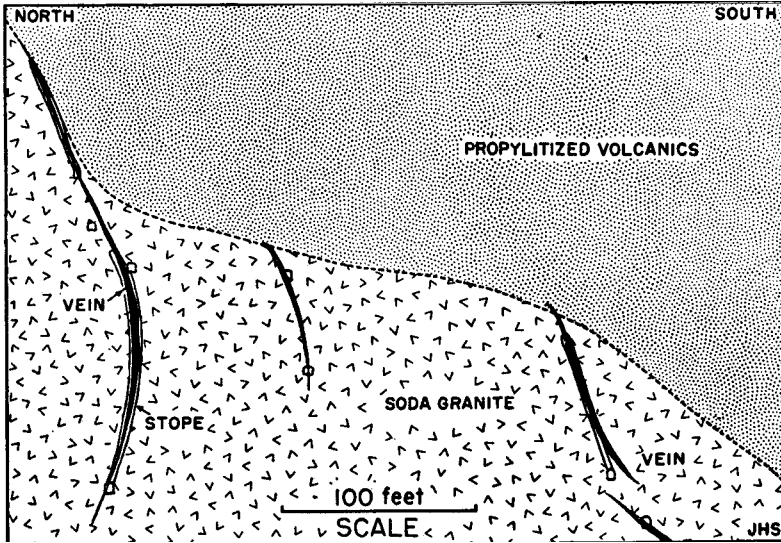 NORTH
SOUTH
PROPYLITIZED VOLCANICS
VEIN
STOPE
SODA GRANITE
VEIN
100 feet
SCALE
JHS